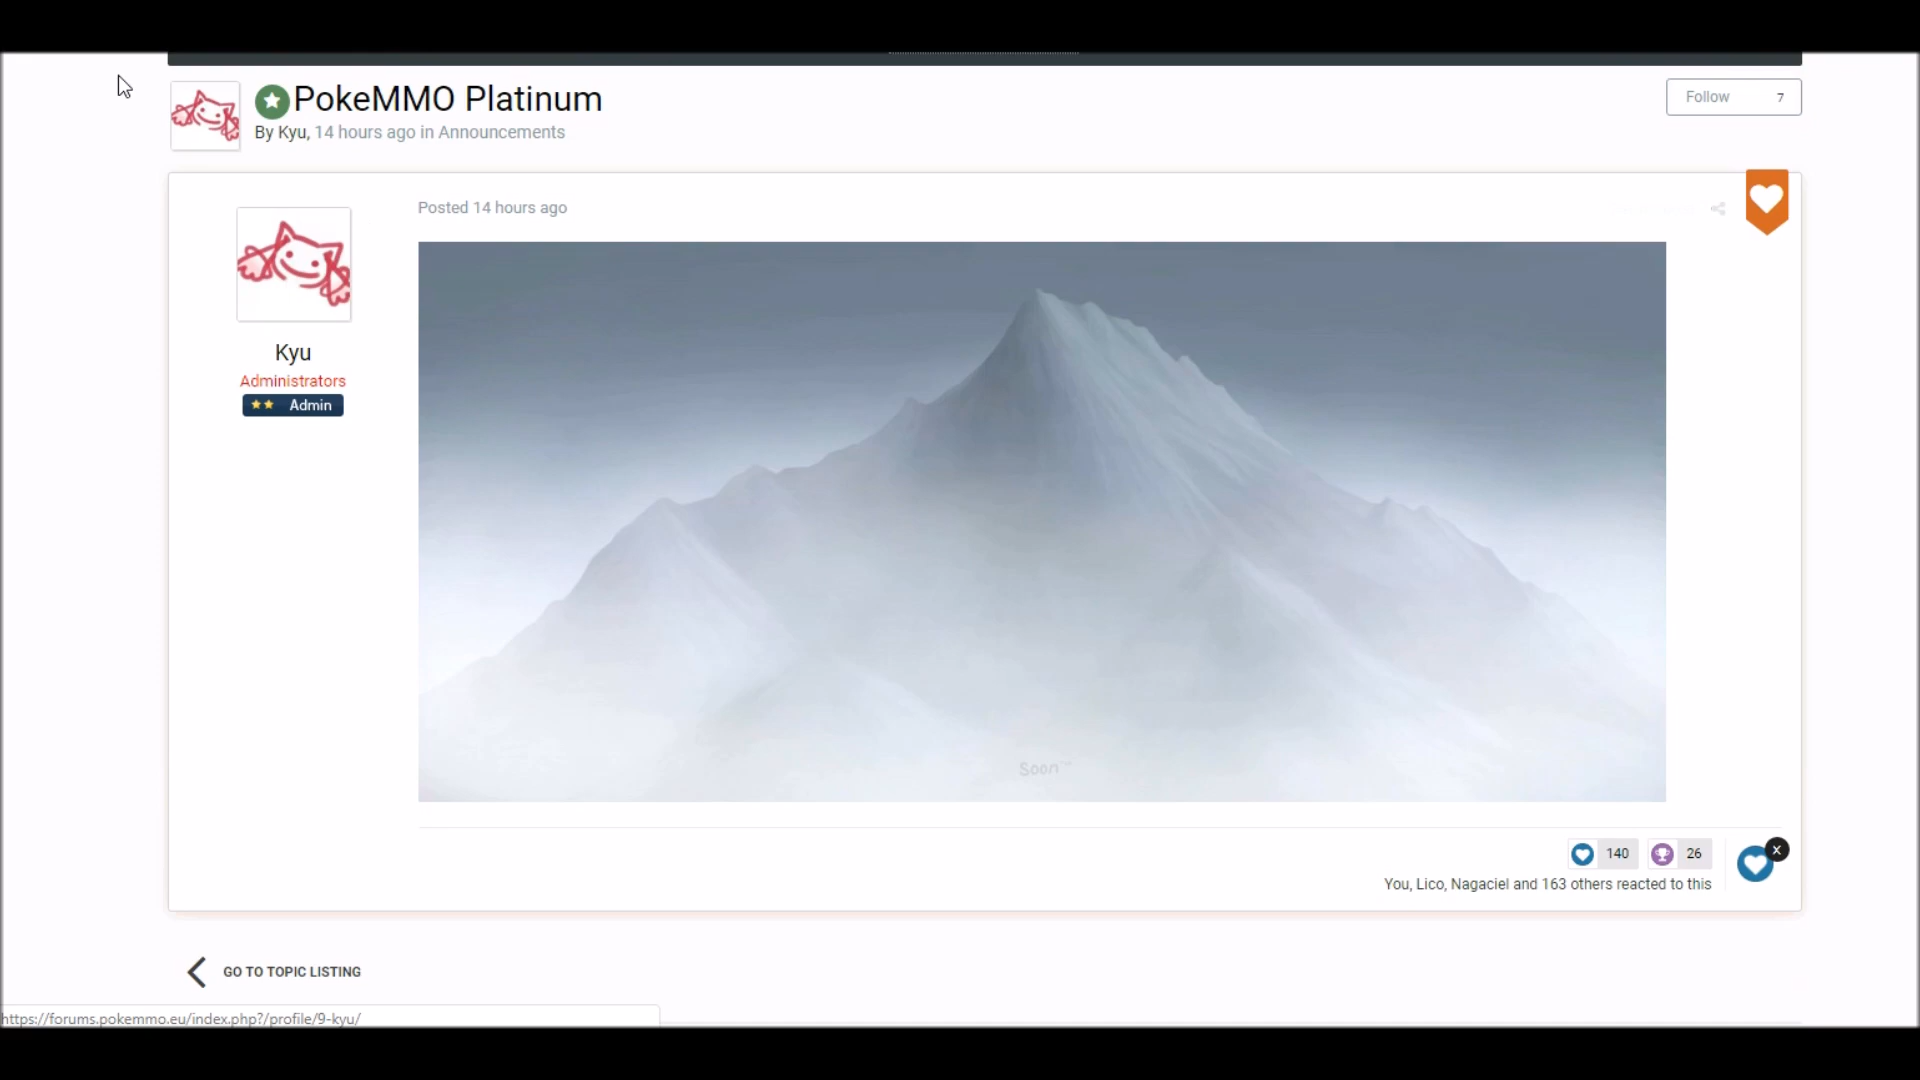 PokeMMO Platinum
Follow 7
By Kyu, 14 hours ago in Announcements
Posted 14 hours ago
Kyu
Administrators
Admin
Soon™
140 26
x
You, Lico, Nagaciel and 163 others reacted to this
GO TO TOPIC LISTING
https://forums.pokemmo.eu/index.php?/profile/9-kyu/